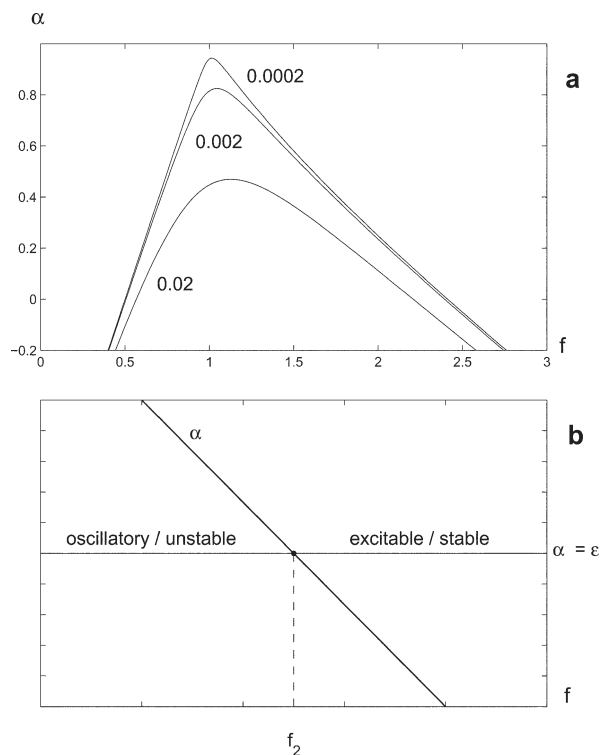 α
a
0.0002
0.8
0.6
0.002
0.4
0.2
0.02
0
−0.2
0 0.5 1 1.5 2 2.5 3
f
b
α
oscillatory / unstable excitable / stable
α = ε
f
f2